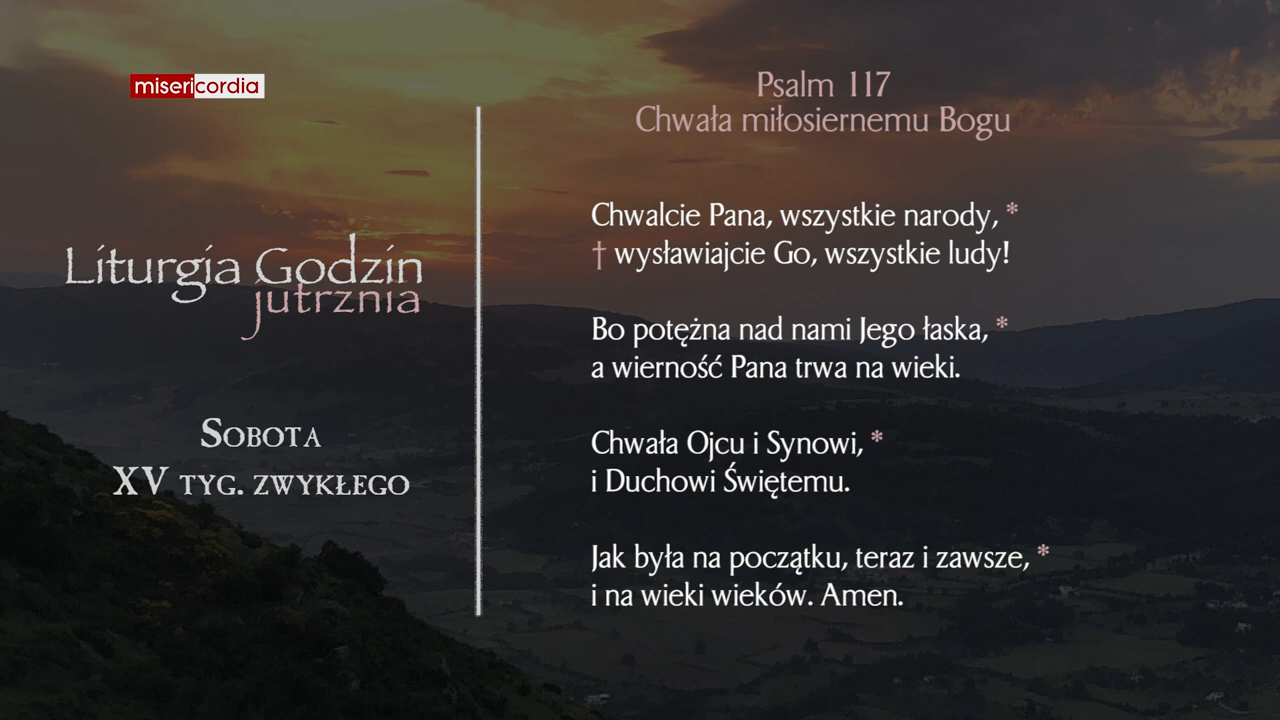 misericordia
Liturgia Godzin
jutrznia
Sobota
XV tyg. zwykłego
Psalm 117
Chwała miłosiernemu Bogu
Chwalcie Pana, wszystkie narody, *
† wysławiajcie Go, wszystkie ludy!
Bo potężna nad nami Jego łaska, *
a wierność Pana trwa na wieki.
Chwała Ojcu i Synowi, *
i Duchowi Świętemu.
Jak była na początku, teraz i zawsze, *
i na wieki wieków. Amen.